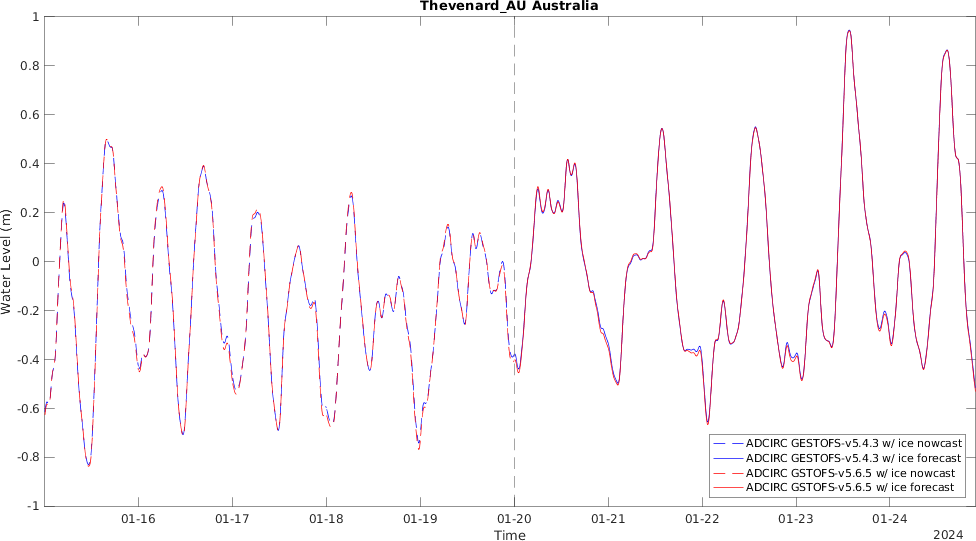 Thevenard_AU Australia
Water Level (m)
1
0.8
0.6
0.4
0.2
0
-0.2
-0.4
-0.6
-0.8
-1
ADCIRC GESTOFS-v5.4.3 w/ ice nowcast
ADCIRC GESTOFS-v5.4.3 w/ ice forecast
ADCIRC GSTOFS-v5.6.5 w/ ice nowcast
ADCIRC GSTOFS-v5.6.5 w/ ice forecast
01-16 01-17 01-18 01-19 01-20 01-21 01-22 01-23 01-24
Time
2024